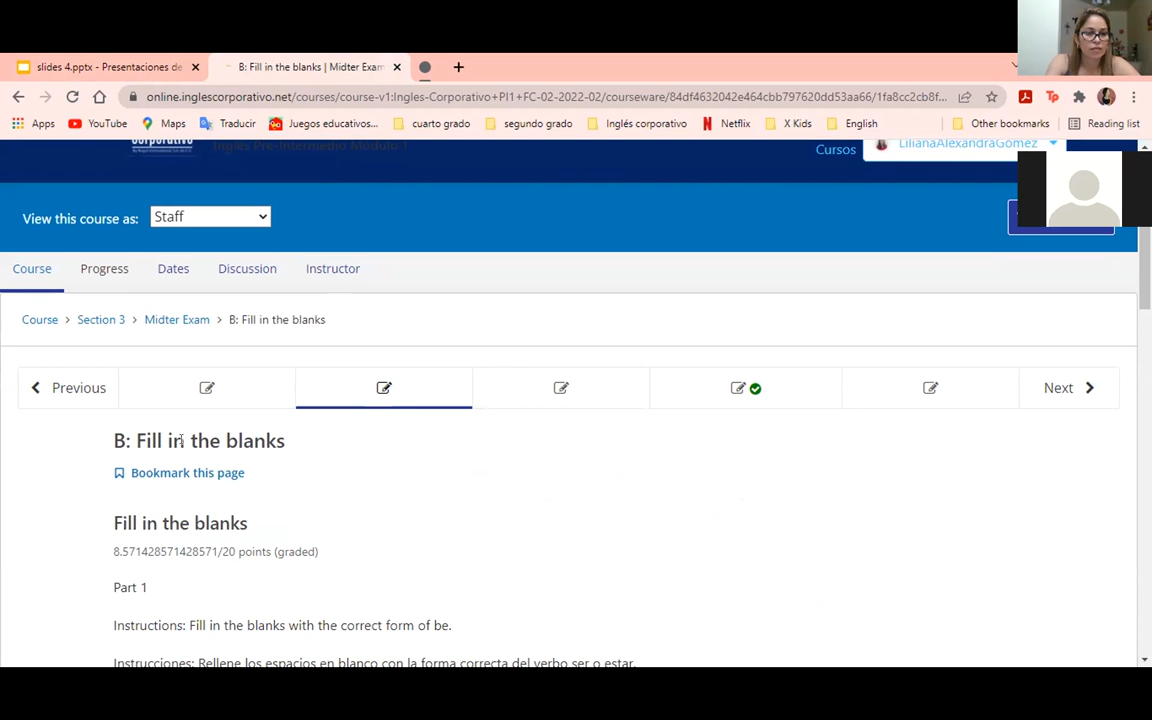 slides 4.pptx - Presentaciones de
B: Fill in the blanks | Midter Exam
online.inglescorporativo.net/courses/course-v1:Ingles-Corporativo+PI1+FC-02-2022-02/courseware/84df4632042e464cbb797620dd53aa66/1fa8cc2cb8f...
Apps YouTube Maps Traducir Juegos educativos... cuarto grado segundo grado Inglés corporativo Netflix X Kids English Other bookmarks Reading list
Inglés Pre-Intermedio Módulo 1
Cursos LilianaAlexandraGomez
View this course as: Staff
Course Progress Dates Discussion Instructor
Course > Section 3 > Midter Exam > B: Fill in the blanks
Previous Next
B: Fill in the blanks
Bookmark this page
Fill in the blanks
8.571428571428571/20 points (graded)
Part 1
Instructions: Fill in the blanks with the correct form of be.
Instrucciones: Rellene los espacios en blanco con la forma correcta del verbo ser o estar.